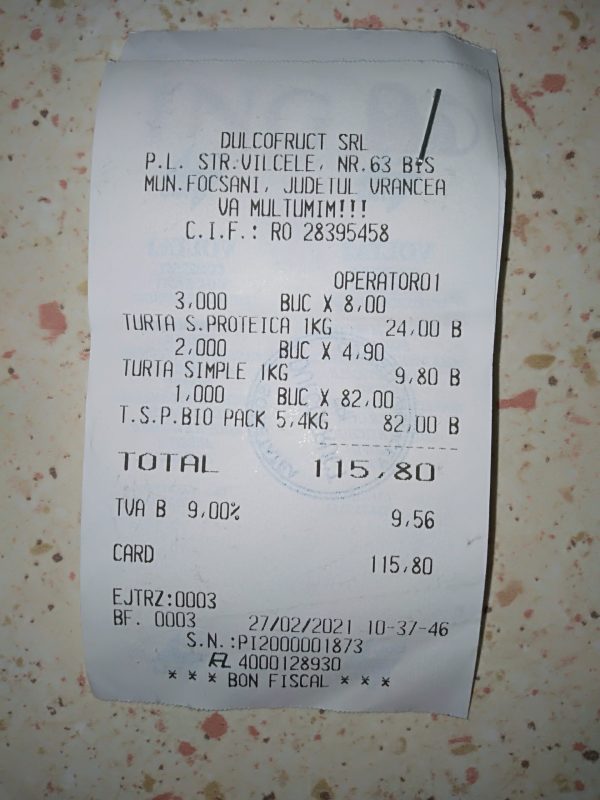 DULCOFRUCT SRL
P.L. STR.VILCELE, NR.63 BIS
MUN.FOCSANI, JUDETUL VRANCEA
VA MULTUMIM!!!
C.I.F.: RO 28395458
OPERATOR01
3,000 BUC X 8,00
TURTA S.PROTEICA 1KG 24,00 B
2,000 BUC X 4,90
TURTA SIMPLE 1KG 9,80 B
1,000 BUC X 82,00
T.S.P.BIO PACK 5,4KG 82,00 B
TOTAL 115,80
TVA B 9,00% 9,56
CARD 115,80
EJTRZ:0003
BF. 0003 27/02/2021 10-37-46
S.N.:PI2000001873
4000128930
* * * BON FISCAL * * *